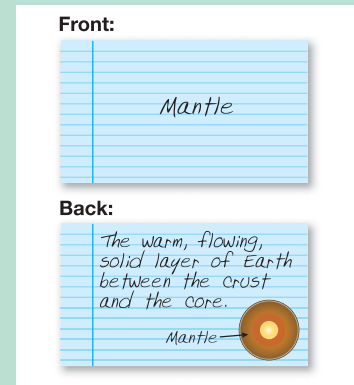 Front:
Mantle
Back:
The warm, flowing,
solid layer of Earth
between the crust
and the core.
Mantle